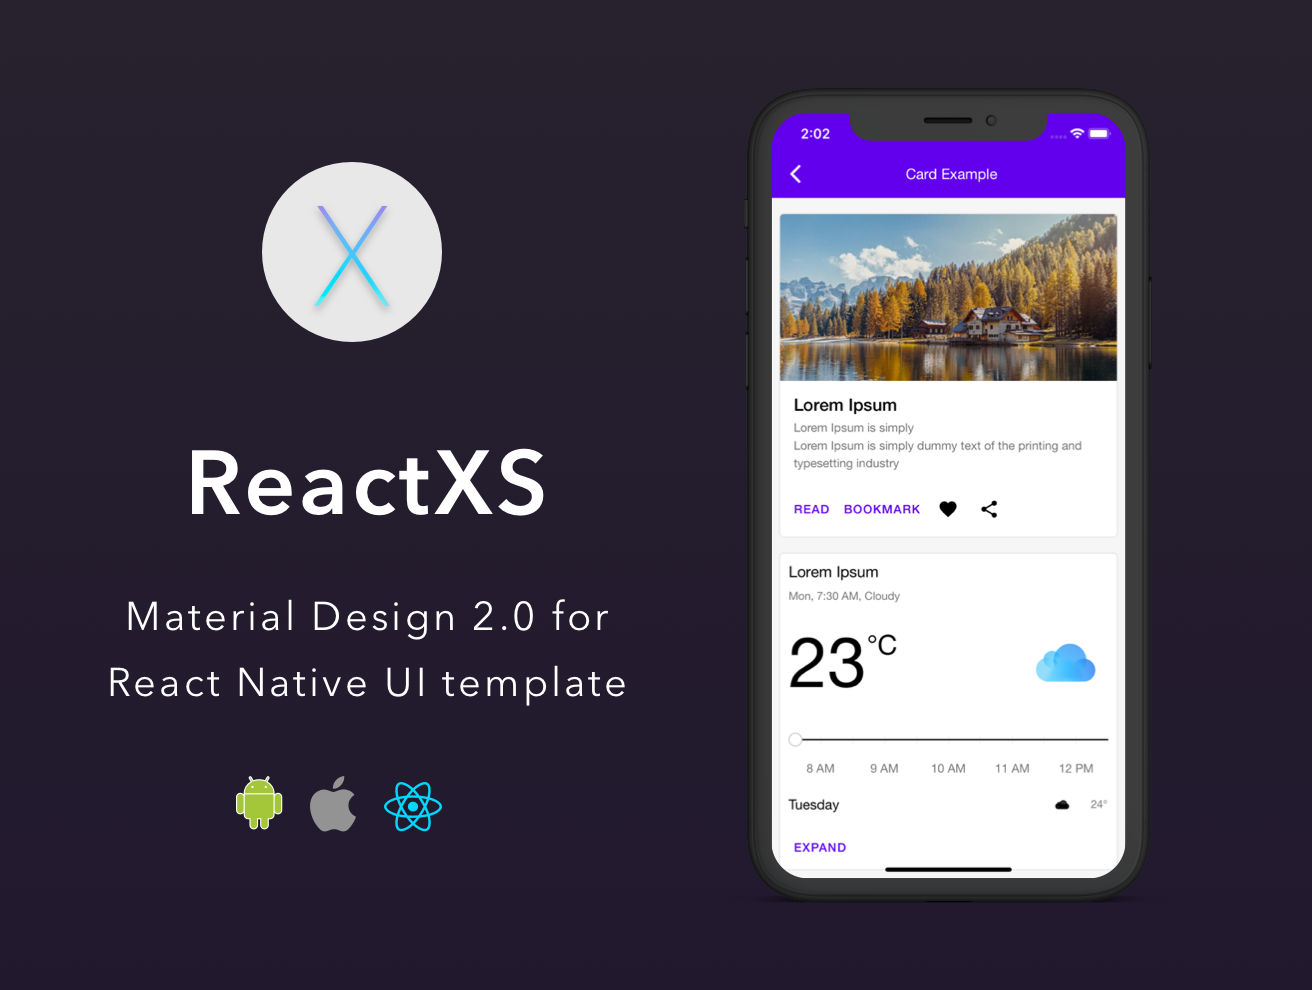 ReactXS
Material Design 2.0 for
React Native UI template
2:02
Card Example
Lorem Ipsum
Lorem Ipsum is simply
Lorem Ipsum is simply dummy text of the printing and
typesetting industry
READ BOOKMARK
Lorem Ipsum
Mon, 7:30 AM, Cloudy
23°C
8 AM 9 AM 10 AM 11 AM 12 PM
Tuesday 24°
EXPAND